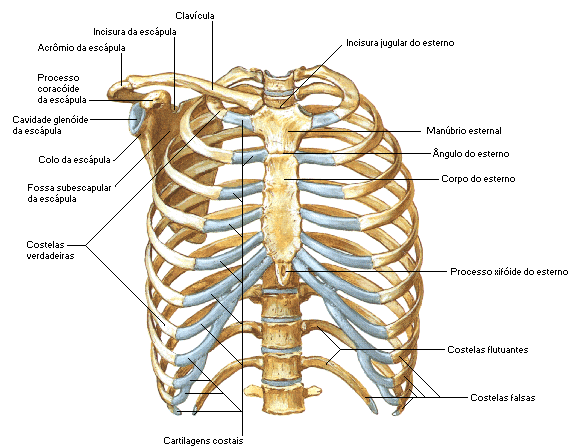 Clavícula
Incisura da escápula
Acrômio da escápula
Incisura jugular do esterno
Processo
coracóide
da escápula
Cavidade glenóide
da escápula
Manúbrio esternal
Ângulo do esterno
Colo da escápula
Corpo do esterno
Fossa subescapular
da escápula
Costelas
verdadeiras
Processo xifóide do esterno
Costelas flutuantes
Costelas falsas
Cartilagens costais